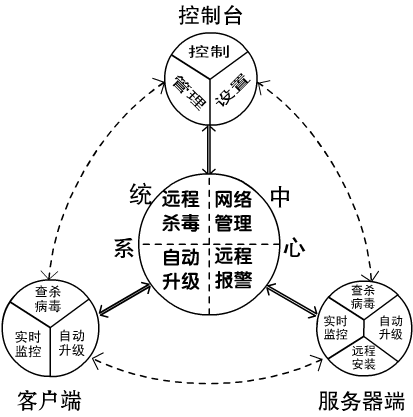 控制台
控制
管理
设置
统
中
远程
杀毒
网络
管理
系
心
自动
升级
远程
报警
查杀
病毒
实时
监控
自动
升级
客户端
查杀
病毒
实时
监控
自动
升级
远程
安装
服务器端